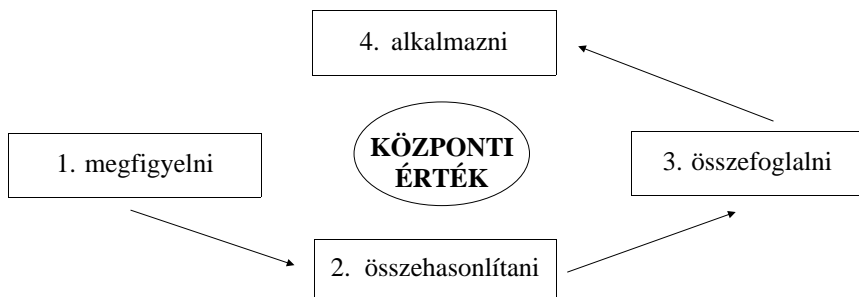 4. alkalmazni
1. megfigyelni
KÖZPONTI
ÉRTÉK
3. összefoglalni
2. összehasonlítani